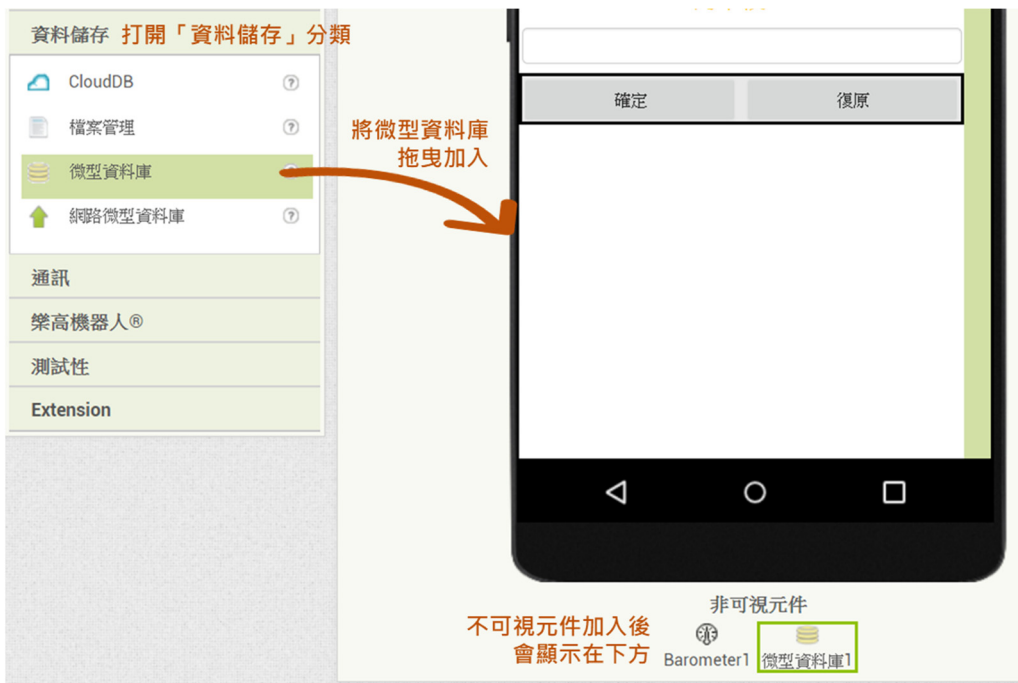 資料儲存 打開「資料儲存」分類
CloudDB
檔案管理
微型資料庫
網路微型資料庫
通訊
樂高機器人®
測試性
Extension
將微型資料庫
拖曳加入
確定
復原
非可視元件
不可視元件加入後
會顯示在下方
Barometer1
微型資料庫1